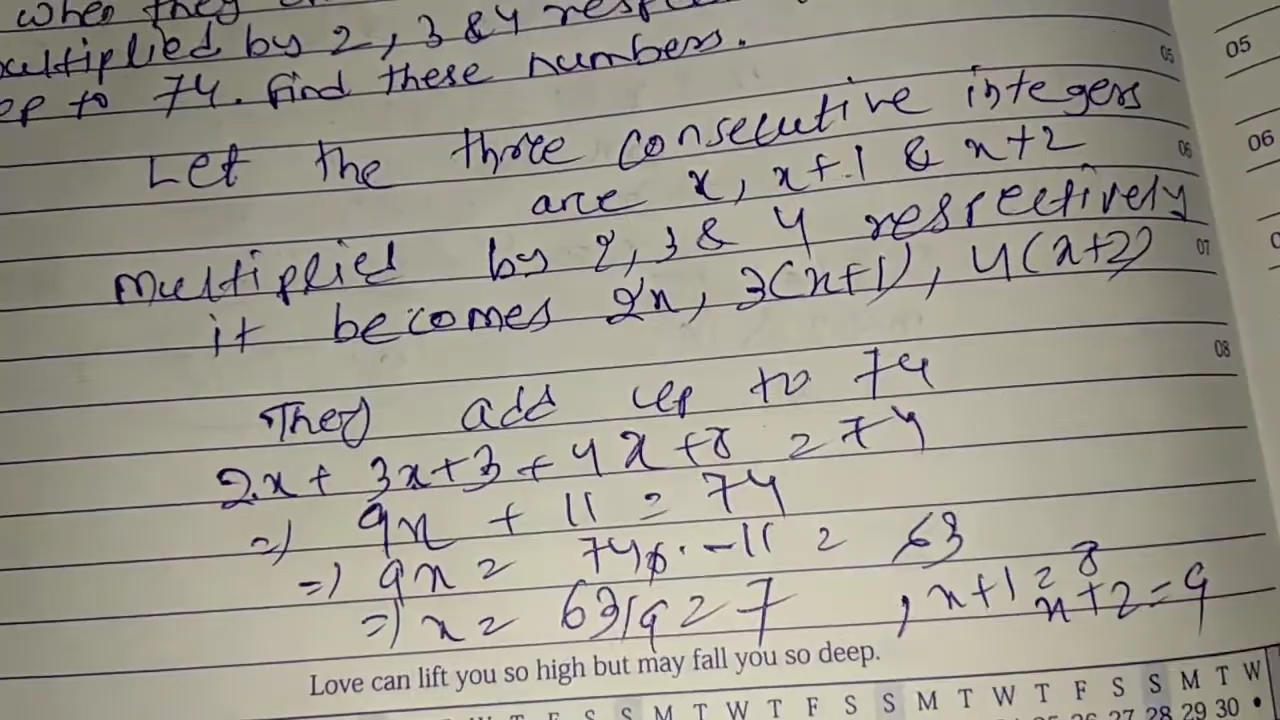 when they
multiplied by 2, 3 & 4
up to 74. Find these numbers.
05 05
Let the three consecutive integers
are x, x+1 & x+2
06 06
Multiplied by 2, 3 & 4 respectively
it becomes 2x, 3(x+1), 4(x+2)
07
08
They add up to 74
2x + 3x+3 + 4x+8 = 74
=) 9x + 11 = 74
=) 9x = 74 - 11 = 63
=) x = 63/9 = 7 , x+1 = 8
x+2 = 9
Love can lift you so high but may fall you so deep.
F S S M T W T F S S M T W T F S S M T W
27 28 29 30 •